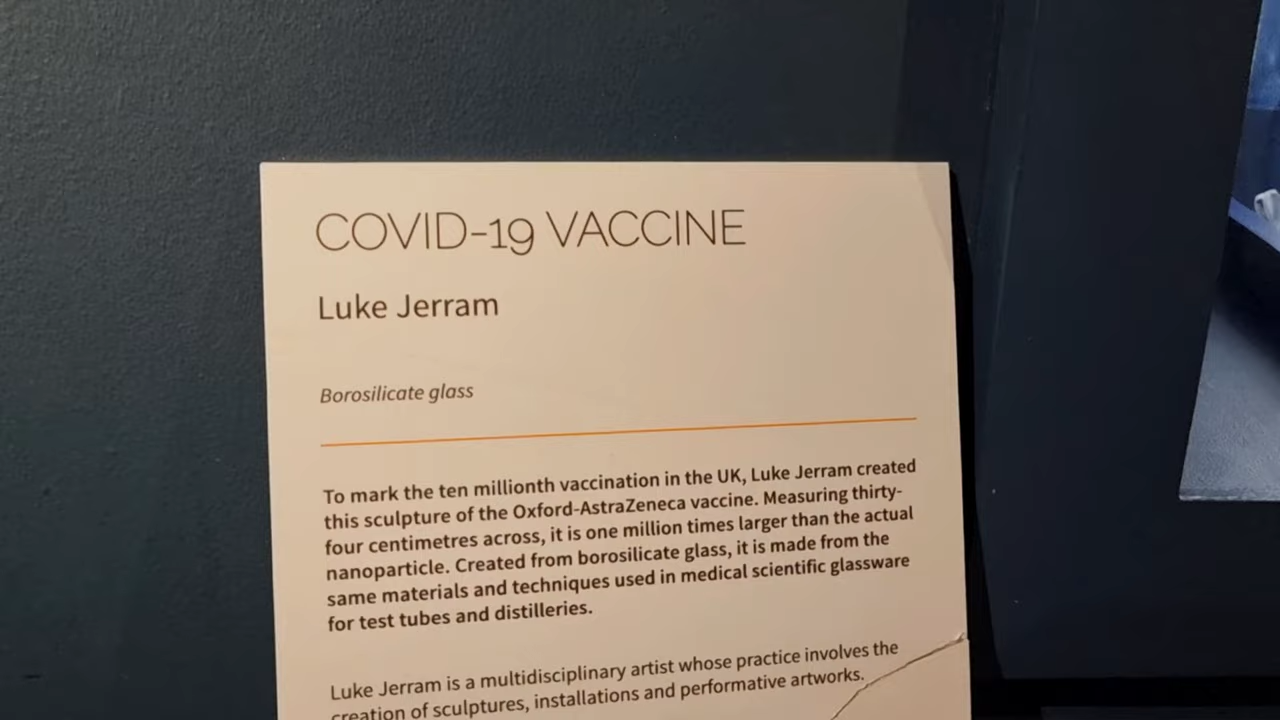 COVID-19 VACCINE
Luke Jerram
Borosilicate glass
To mark the ten millionth vaccination in the UK, Luke Jerram created
this sculpture of the Oxford-AstraZeneca vaccine. Measuring thirty-
four centimetres across, it is one million times larger than the actual
nanoparticle. Created from borosilicate glass, it is made from the
same materials and techniques used in medical scientific glassware
for test tubes and distilleries.
Luke Jerram is a multidisciplinary artist whose practice involves the
creation of sculptures, installations and performative artworks.